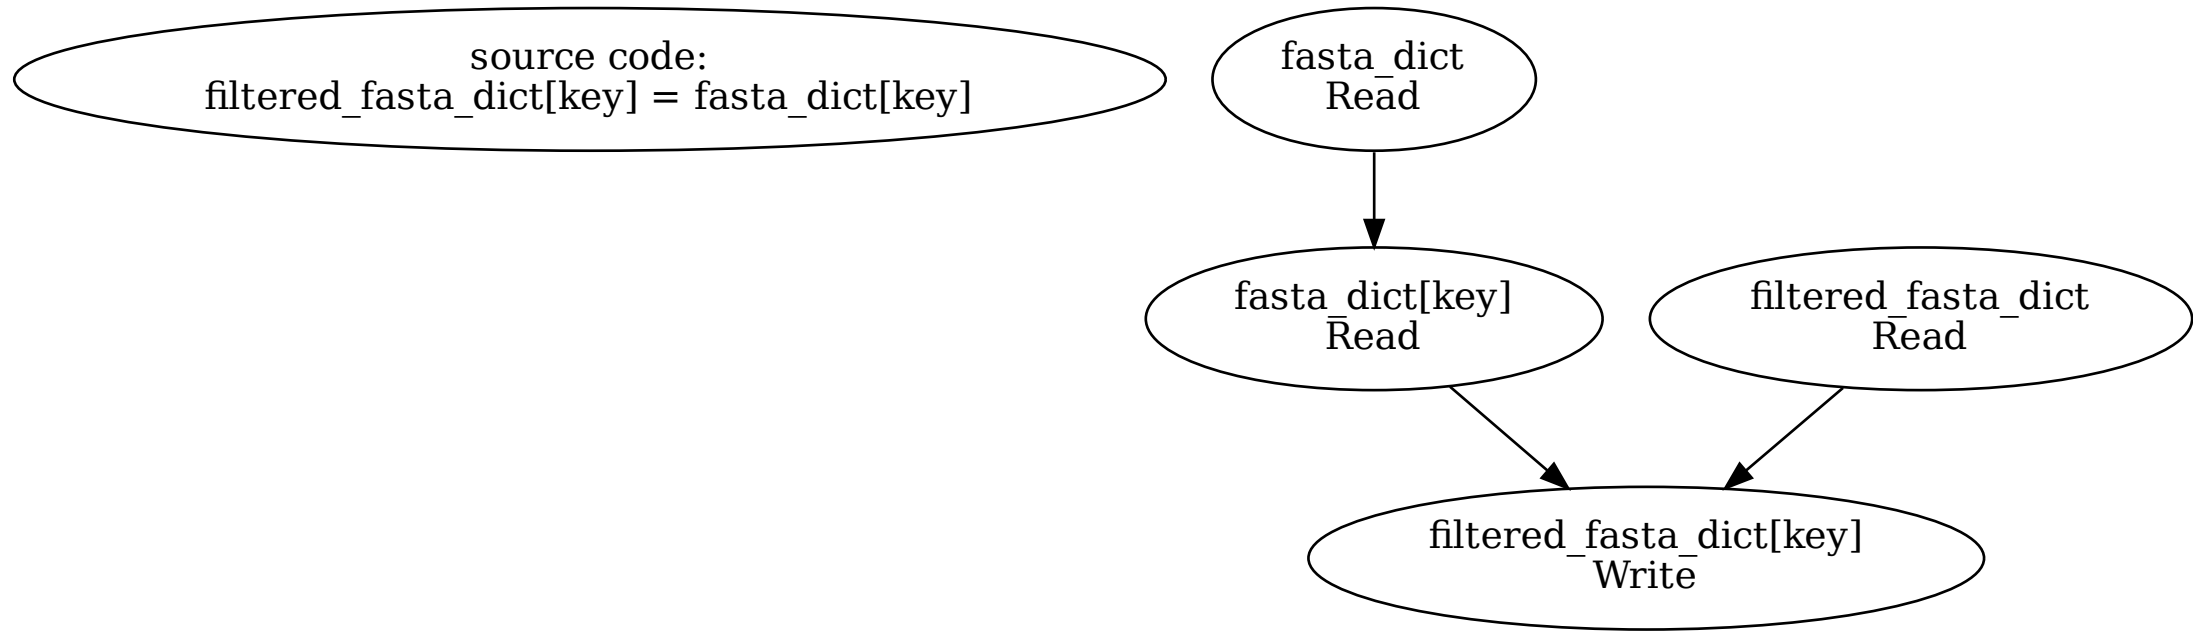 source code:
filtered_fasta_dict[key] = fasta_dict[key]
fasta_dict
Read
fasta_dict[key]
Read
filtered_fasta_dict
Read
filtered_fasta_dict[key]
Write